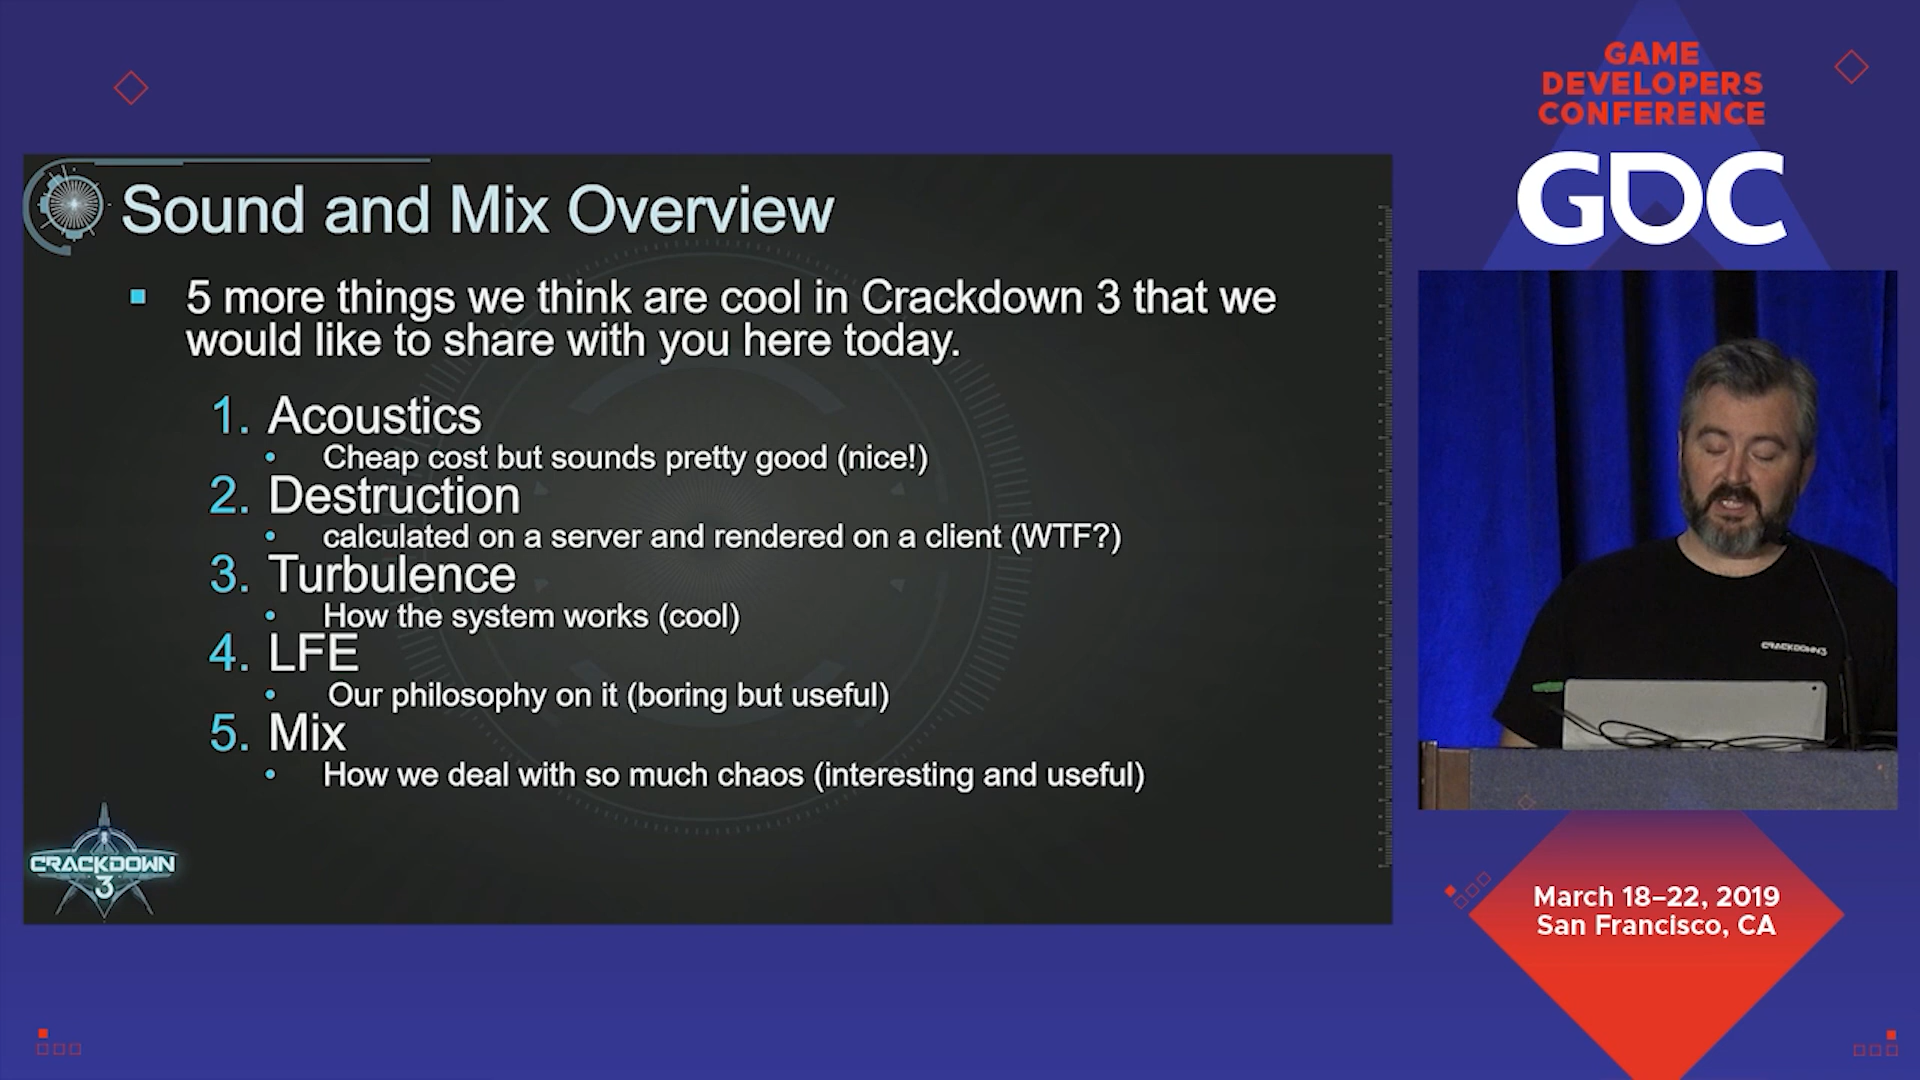 Sound and Mix Overview
5 more things we think are cool in Crackdown 3 that we
would like to share with you here today.
1. Acoustics
• Cheap cost but sounds pretty good (nice!)
2. Destruction
• calculated on a server and rendered on a client (WTF?)
3. Turbulence
• How the system works (cool)
4. LFE
• Our philosophy on it (boring but useful)
5. Mix
• How we deal with so much chaos (interesting and useful)
CRACKDOWN
3
GAME
DEVELOPERS
CONFERENCE
GDC
CRACKDOWN3
March 18–22, 2019
San Francisco, CA